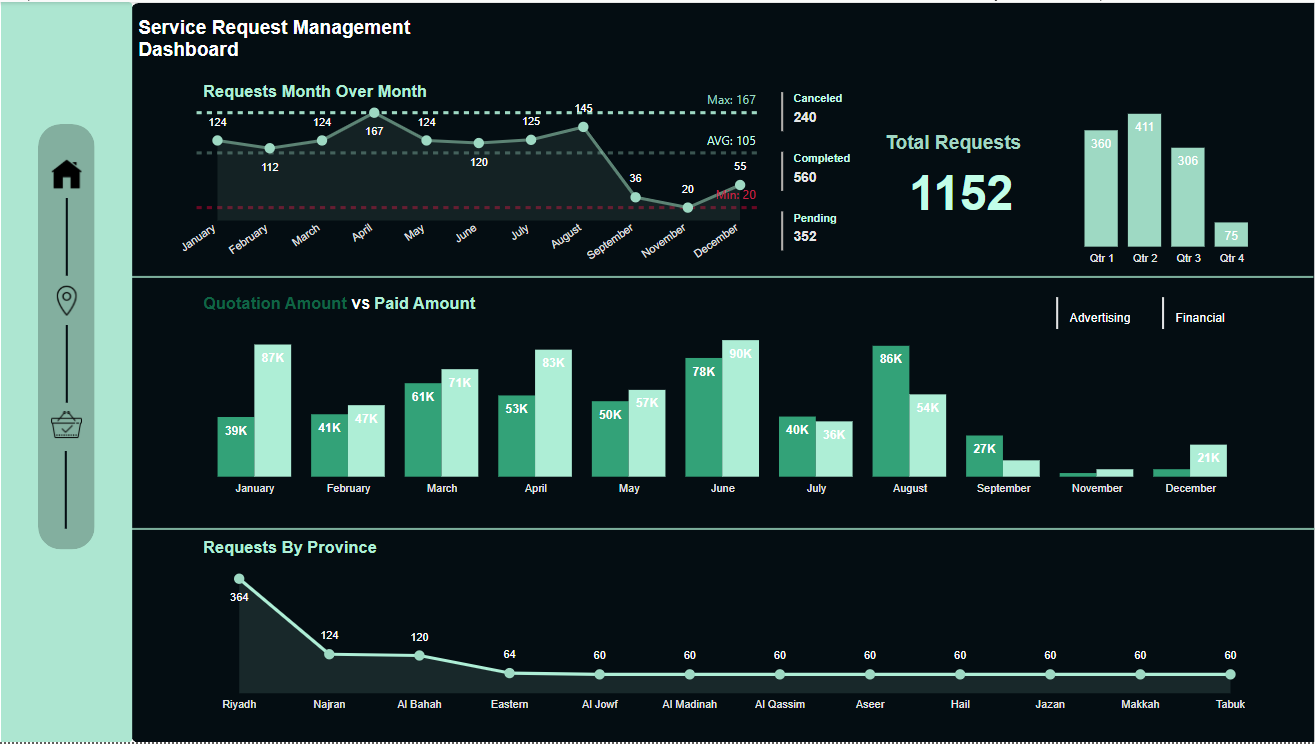 Service Request Management
Dashboard
Requests Month Over Month
Max: 167
AVG: 105
Min: 20
124
112
124
167
124
120
125
145
36
20
55
January
February
March
April
May
June
July
August
September
November
December
Canceled
240
Completed
560
Pending
352
Total Requests
1152
360
411
306
75
Qtr 1
Qtr 2
Qtr 3
Qtr 4
Quotation Amount vs Paid Amount
Advertising
Financial
39K
87K
41K
47K
61K
71K
53K
83K
50K
57K
78K
90K
40K
36K
86K
54K
27K
21K
January
February
March
April
May
June
July
August
September
November
December
Requests By Province
364
124
120
64
60
60
60
60
60
60
60
60
Riyadh
Najran
Al Bahah
Eastern
Al Jowf
Al Madinah
Al Qassim
Aseer
Hail
Jazan
Makkah
Tabuk